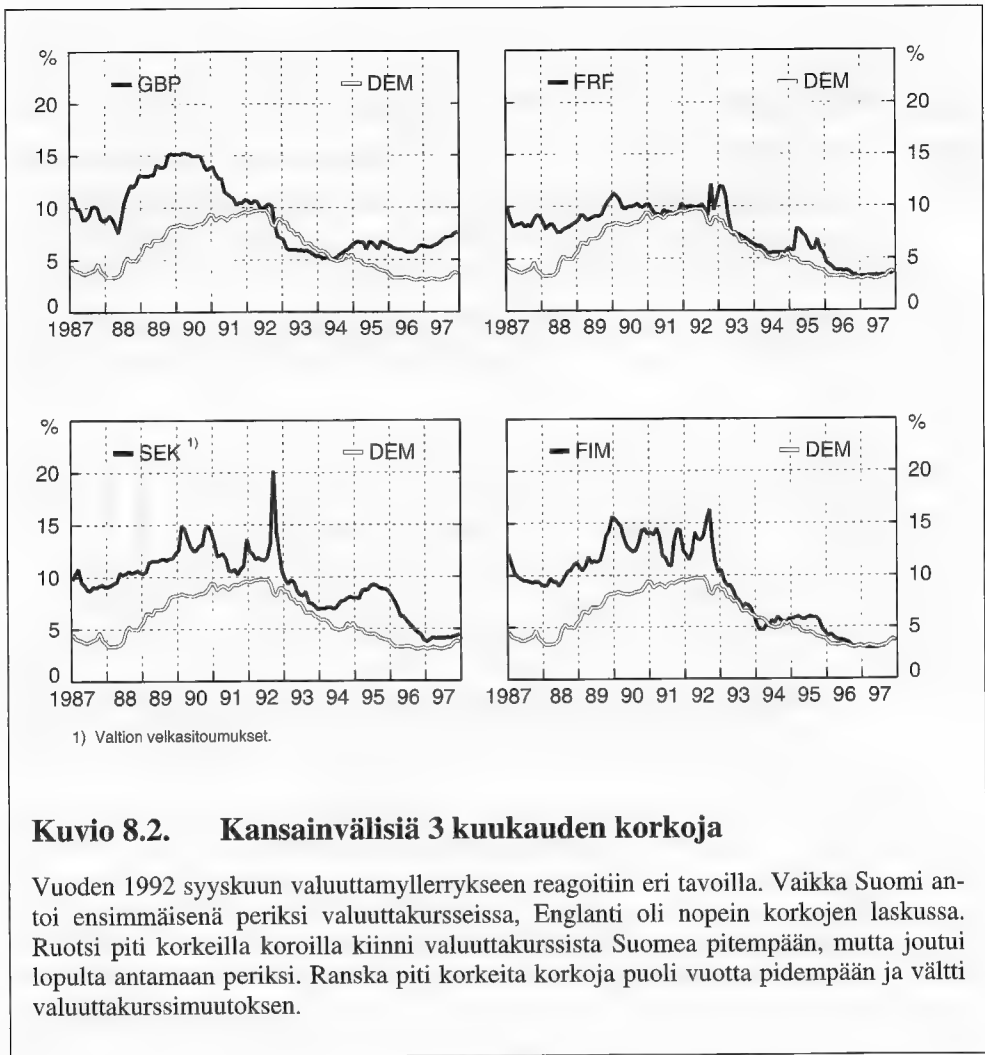 %
GBP DEM
20
15
10
5
0
1987 88 89 90 91 92 93 94 95 96 97
%
FRF DEM
20
15
10
5
0
1987 88 89 90 91 92 93 94 95 96 97
%
SEK 1) DEM
20
15
10
5
0
1987 88 89 90 91 92 93 94 95 96 97
1) Valtion velkasitoumukset.
%
FIM DEM
20
15
10
5
0
1987 88 89 90 91 92 93 94 95 96 97
Kuvio 8.2. Kansainvälisiä 3 kuukauden korkoja
Vuoden 1992 syyskuun valuuttamyllerrykseen reagoitiin eri tavoilla. Vaikka Suomi an-
toi ensimmäisenä periksi valuuttakursseissa, Englanti oli nopein korkojen laskussa.
Ruotsi piti korkeilla koroilla kiinni valuuttakurssista Suomea pitempään, mutta joutui
lopulta antamaan periksi. Ranska piti korkeita korkoja puoli vuotta pidempään ja vältti
valuuttakurssimuutoksen.